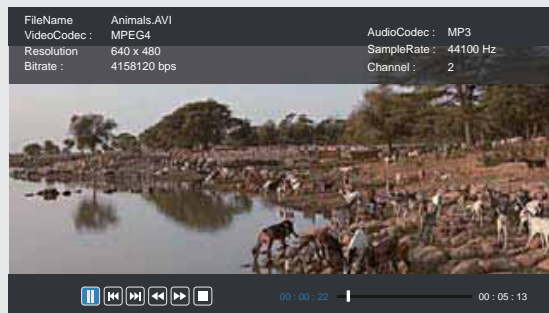 FileName Animals.AVI
VideoCodec : MPEG4
Resolution 640 x 480
Bitrate : 4158120 bps
AudioCodec : MP3
SampleRate : 44100 Hz
Channel : 2
00 : 00 : 22 00 : 05 : 13